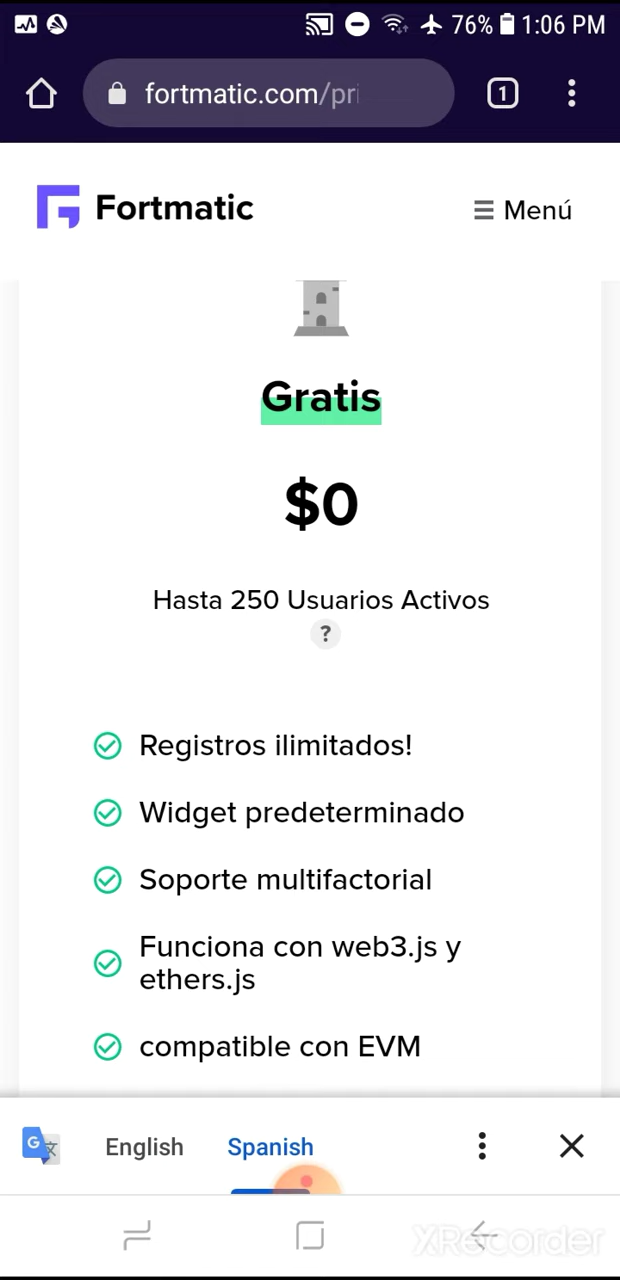 76% 1:06 PM
fortmatic.com/pri
1
Fortmatic
Menú
Gratis
$0
Hasta 250 Usuarios Activos
?
Registros ilimitados!
Widget predeterminado
Soporte multifactorial
Funciona con web3.js y
ethers.js
compatible con EVM
G 文 English Spanish
XRecorder